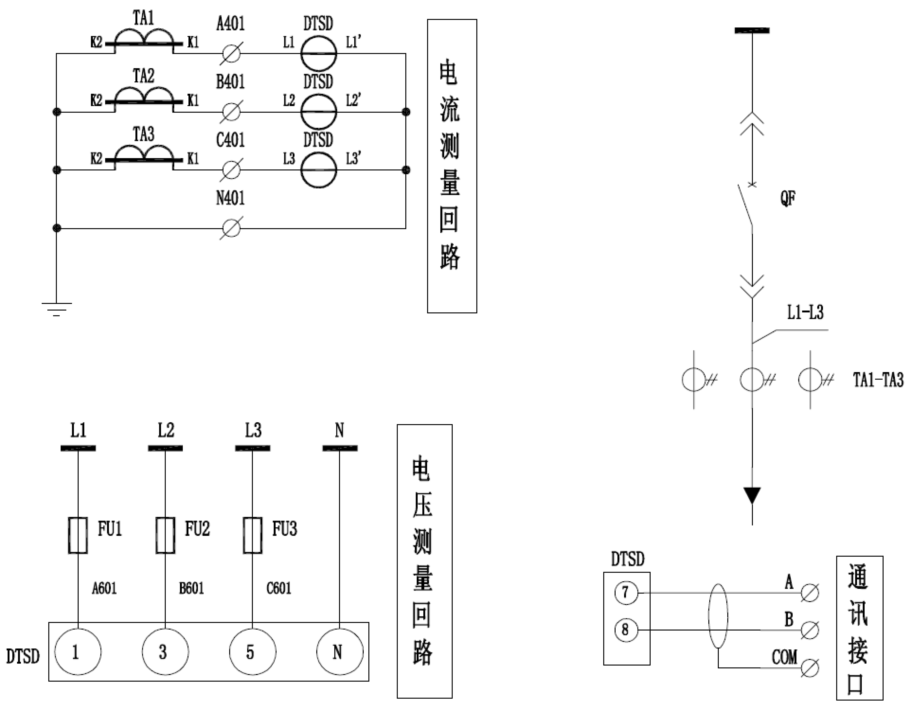 TA1 A401 DTSD
K2 K1 L1 L1'
TA2 B401 DTSD
K2 K1 L2 L2'
TA3 C401 DTSD
K2 K1 L3 L3'
N401
电流测量回路
QF
L1-L3
TA1-TA3
L1 L2 L3 N
FU1 FU2 FU3
A601 B601 C601
DTSD 1 3 5 N
电压测量回路
DTSD
7 A
8 B
COM
通讯接口